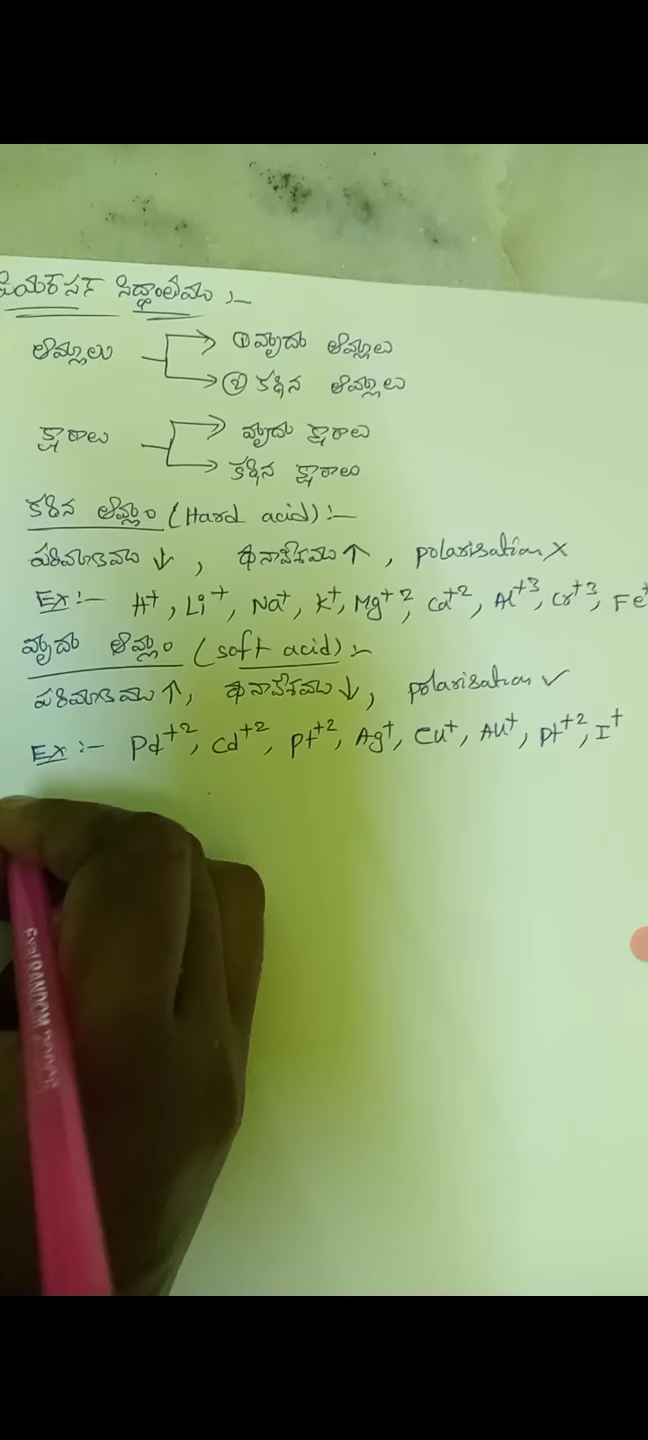 పియర్‌సన్ సిద్ధాంతము :-
ఆమ్లాలు ① మృదు ఆమ్లాలు
② కఠిన ఆమ్లాలు
క్షారాలు మృదు క్షారాలు
కఠిన క్షారాలు
కఠిన ఆమ్లం (Hard acid) :-
పరిమాణము ↓, ధనావేశము ↑, polarisation ×
Ex :- H⁺, Li⁺, Na⁺, K⁺, Mg⁺², Ca⁺², Al⁺³, Cr⁺³, Fe⁺
మృదు ఆమ్లం (soft acid) :-
పరిమాణము ↑, ధనావేశము ↓, polarisation ✓
Ex :- Pd⁺², Cd⁺², Pt⁺², Ag⁺, Cu⁺, Au⁺, Pt⁺², I⁺